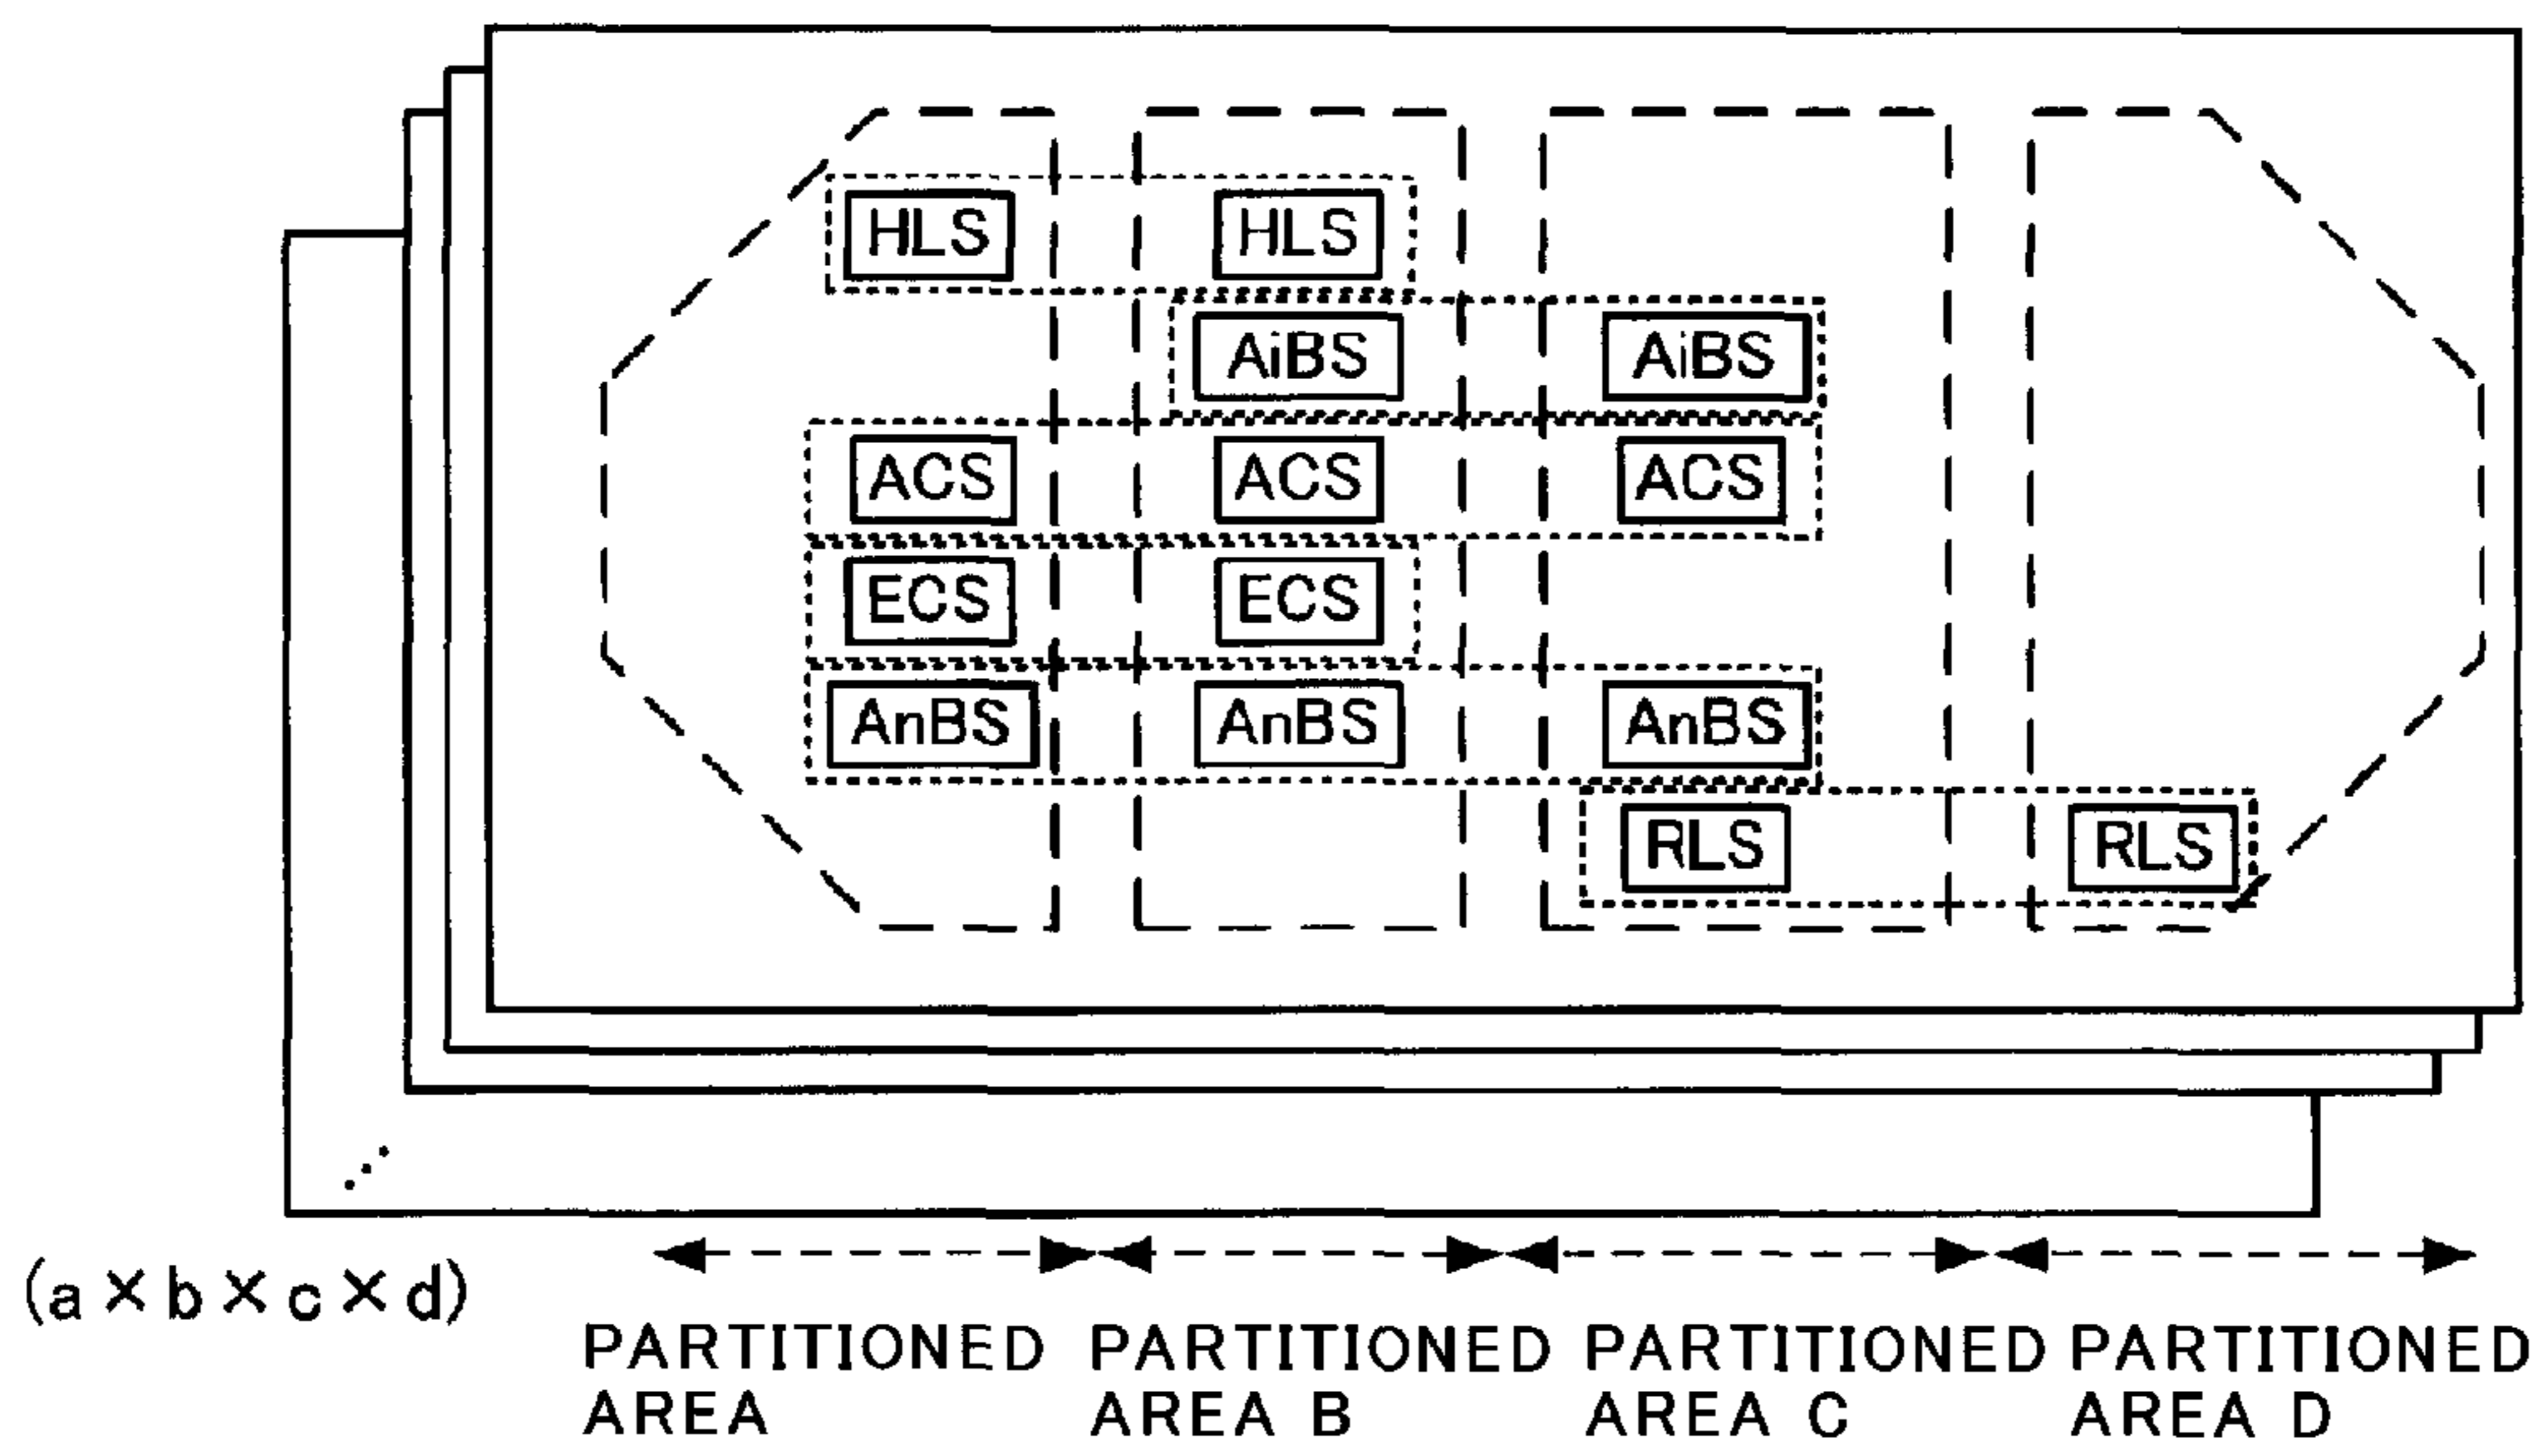 HLS HLS
AiBS AiBS
ACS ACS ACS
ECS ECS
AnBS AnBS AnBS
RLS RLS
(a×b×c×d)
PARTITIONED PARTITIONED PARTITIONED PARTITIONED
AREA AREA B AREA C AREA D